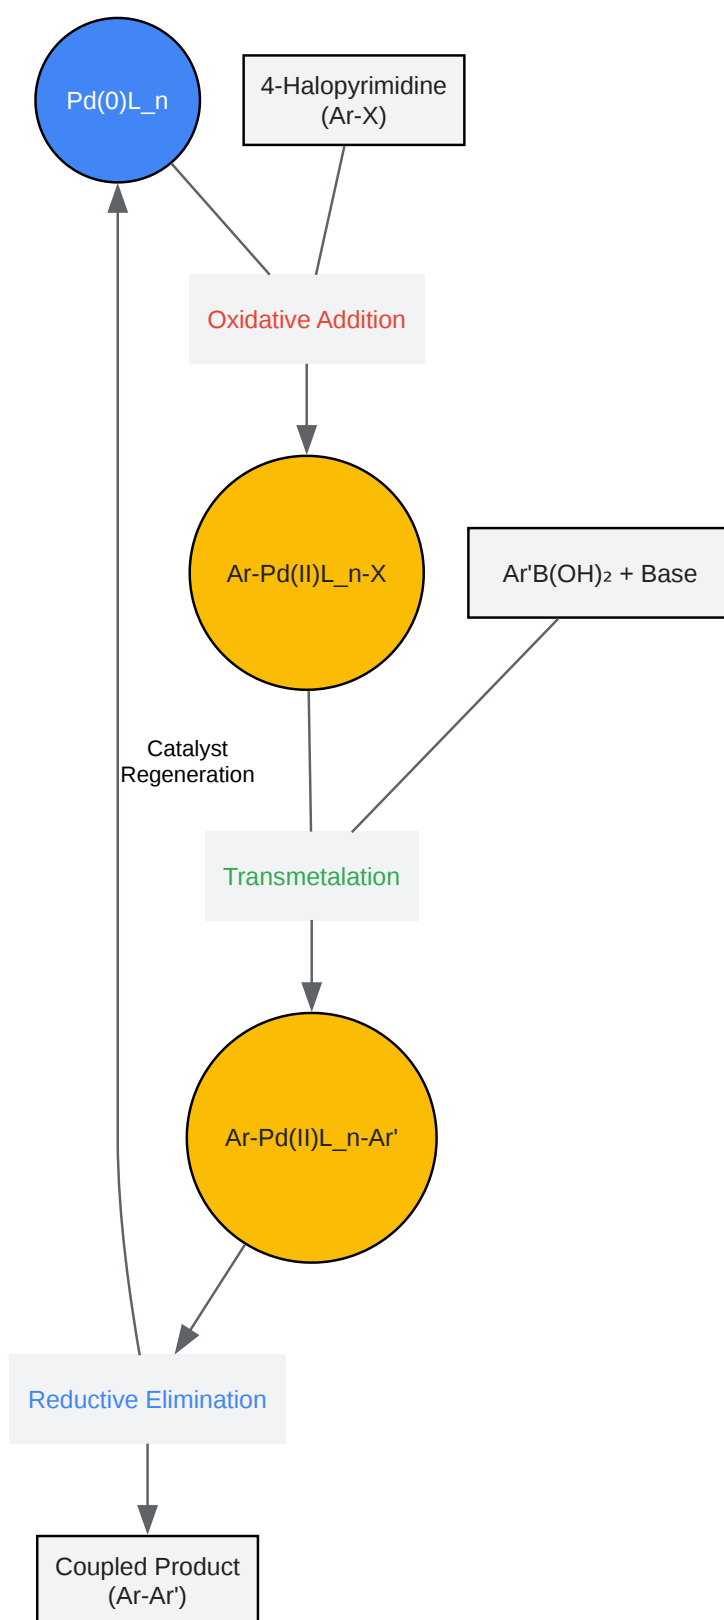 Pd(0)L_n
4-Halopyrimidine
(Ar-X)
Oxidative Addition
Ar-Pd(II)L_n-X
Ar'B(OH)₂ + Base
Catalyst
Regeneration
Transmetalation
Ar-Pd(II)L_n-Ar'
Reductive Elimination
Coupled Product
(Ar-Ar')